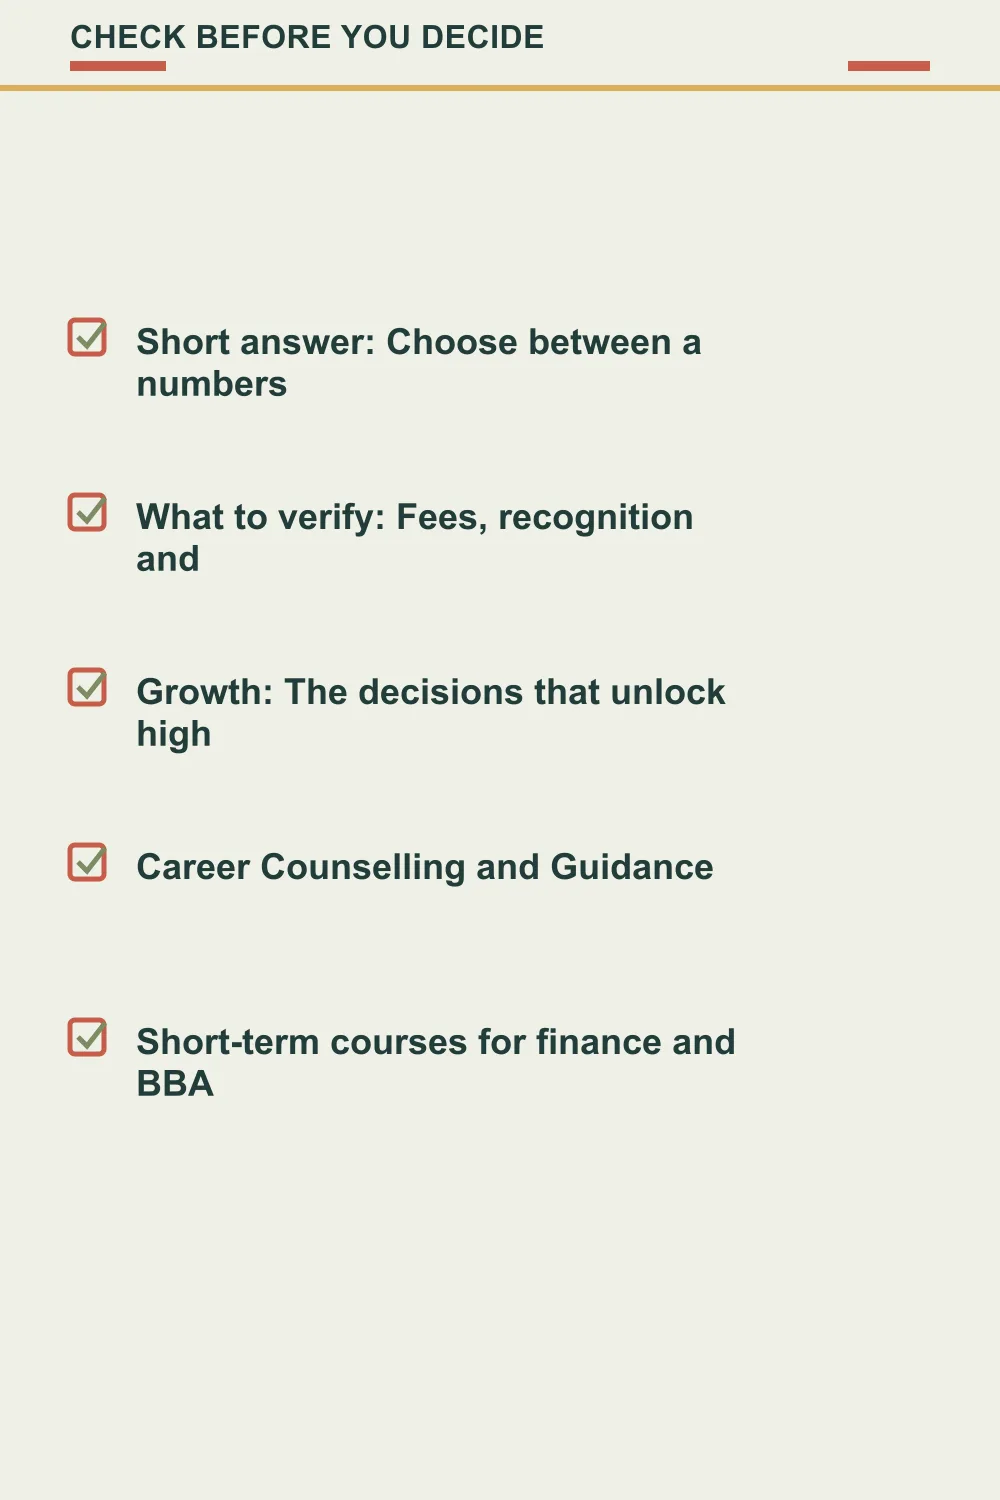 CHECK BEFORE YOU DECIDE
Short answer: Choose between a
numbers
What to verify: Fees, recognition
and
Growth: The decisions that unlock
high
Career Counselling and Guidance
Short-term courses for finance and
BBA